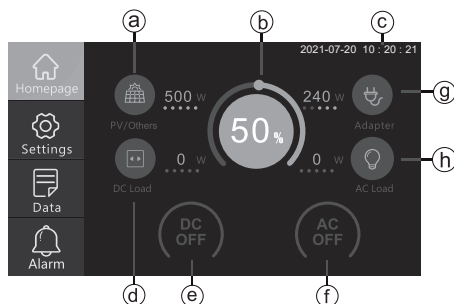 a
b
c
2021-07-20 10 : 20 : 21
Homepage
500 W
240 W
PV/Others
50%
Adapter
g
Settings
0 W
0 W
DC Load
AC Load
h
Data
DC
OFF
AC
OFF
Alarm
d
e
f